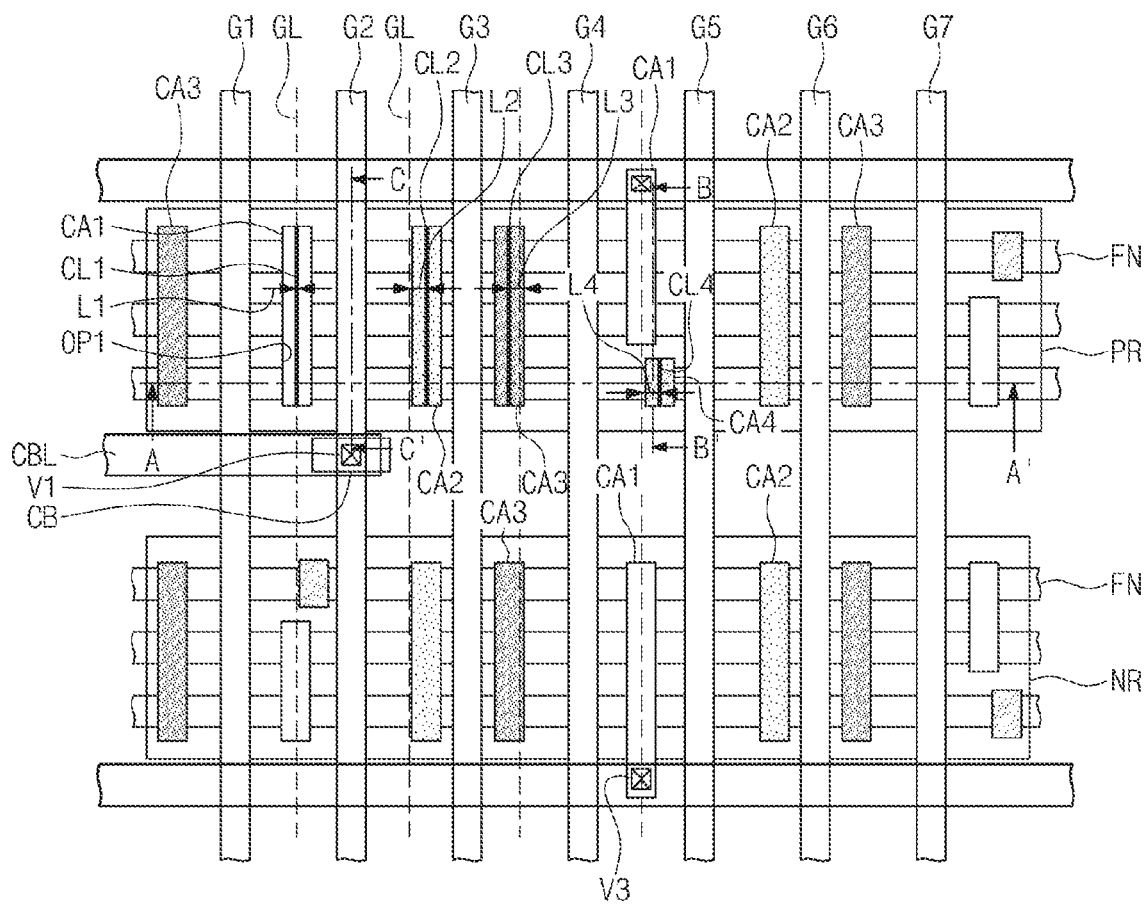 G1 GL G2 GL G3 G4 G5 G6 G7
CL2 CL3 CA1
CA3 L2 L3 CA2 CA3
C
B
CA1 FN
CL1 L4 CL4
L1
OP1 PR
CA4
CBL A C' B' A'
V1 CA2 CA3 CA1 CA2
CB CA3
FN
NR
V3